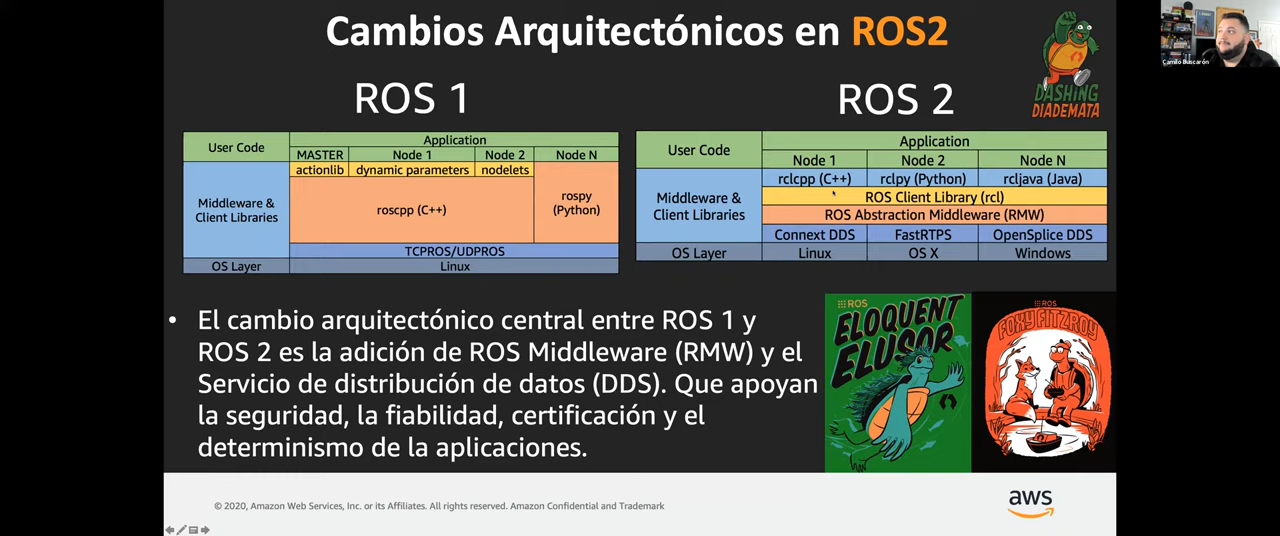 Cambios Arquitectónicos en ROS2
DASHING
DIADEMATA
Camilo Buscarón
ROS 1
User Code
Application
MASTER
Node 1
Node 2
Node N
Middleware &
Client Libraries
actionlib
dynamic parameters
nodelets
roscpp (C++)
rospy
(Python)
TCPROS/UDPROS
OS Layer
Linux
ROS 2
User Code
Application
Node 1
Node 2
Node N
Middleware &
Client Libraries
rclcpp (C++)
rclpy (Python)
rcljava (Java)
ROS Client Library (rcl)
ROS Abstraction Middleware (RMW)
Connext DDS
FastRTPS
OpenSplice DDS
OS Layer
Linux
OS X
Windows
• El cambio arquitectónico central entre ROS 1 y
ROS 2 es la adición de ROS Middleware (RMW) y el
Servicio de distribución de datos (DDS). Que apoyan
la seguridad, la fiabilidad, certificación y el
determinismo de la aplicaciones.
ROS
ELOQUENT
ELUSOR
ROS
FOXY FITZROY
© 2020, Amazon Web Services, Inc. or its Affiliates. All rights reserved. Amazon Confidential and Trademark
aws